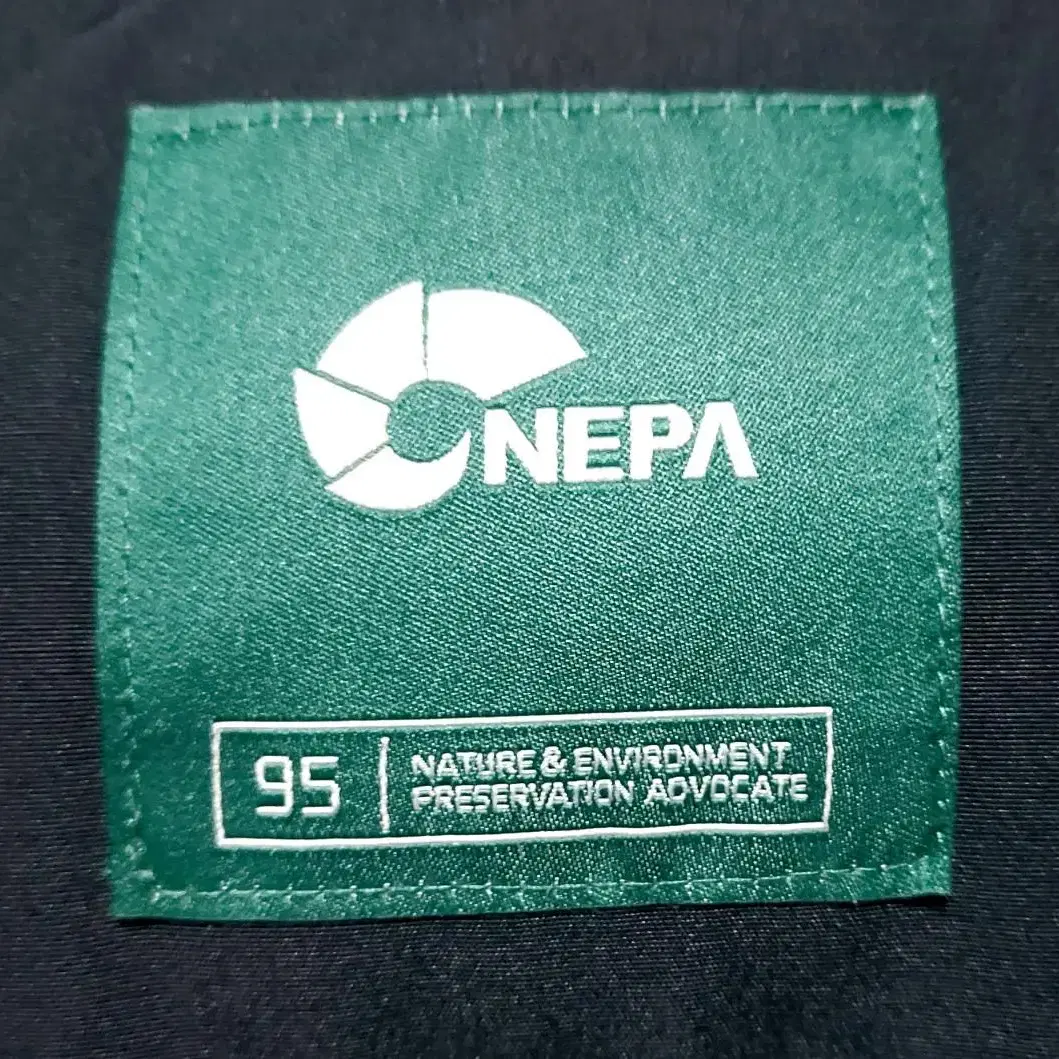 NEPA
95
NATURE & ENVIRONMENT
PRESERVATION ADVOCATE